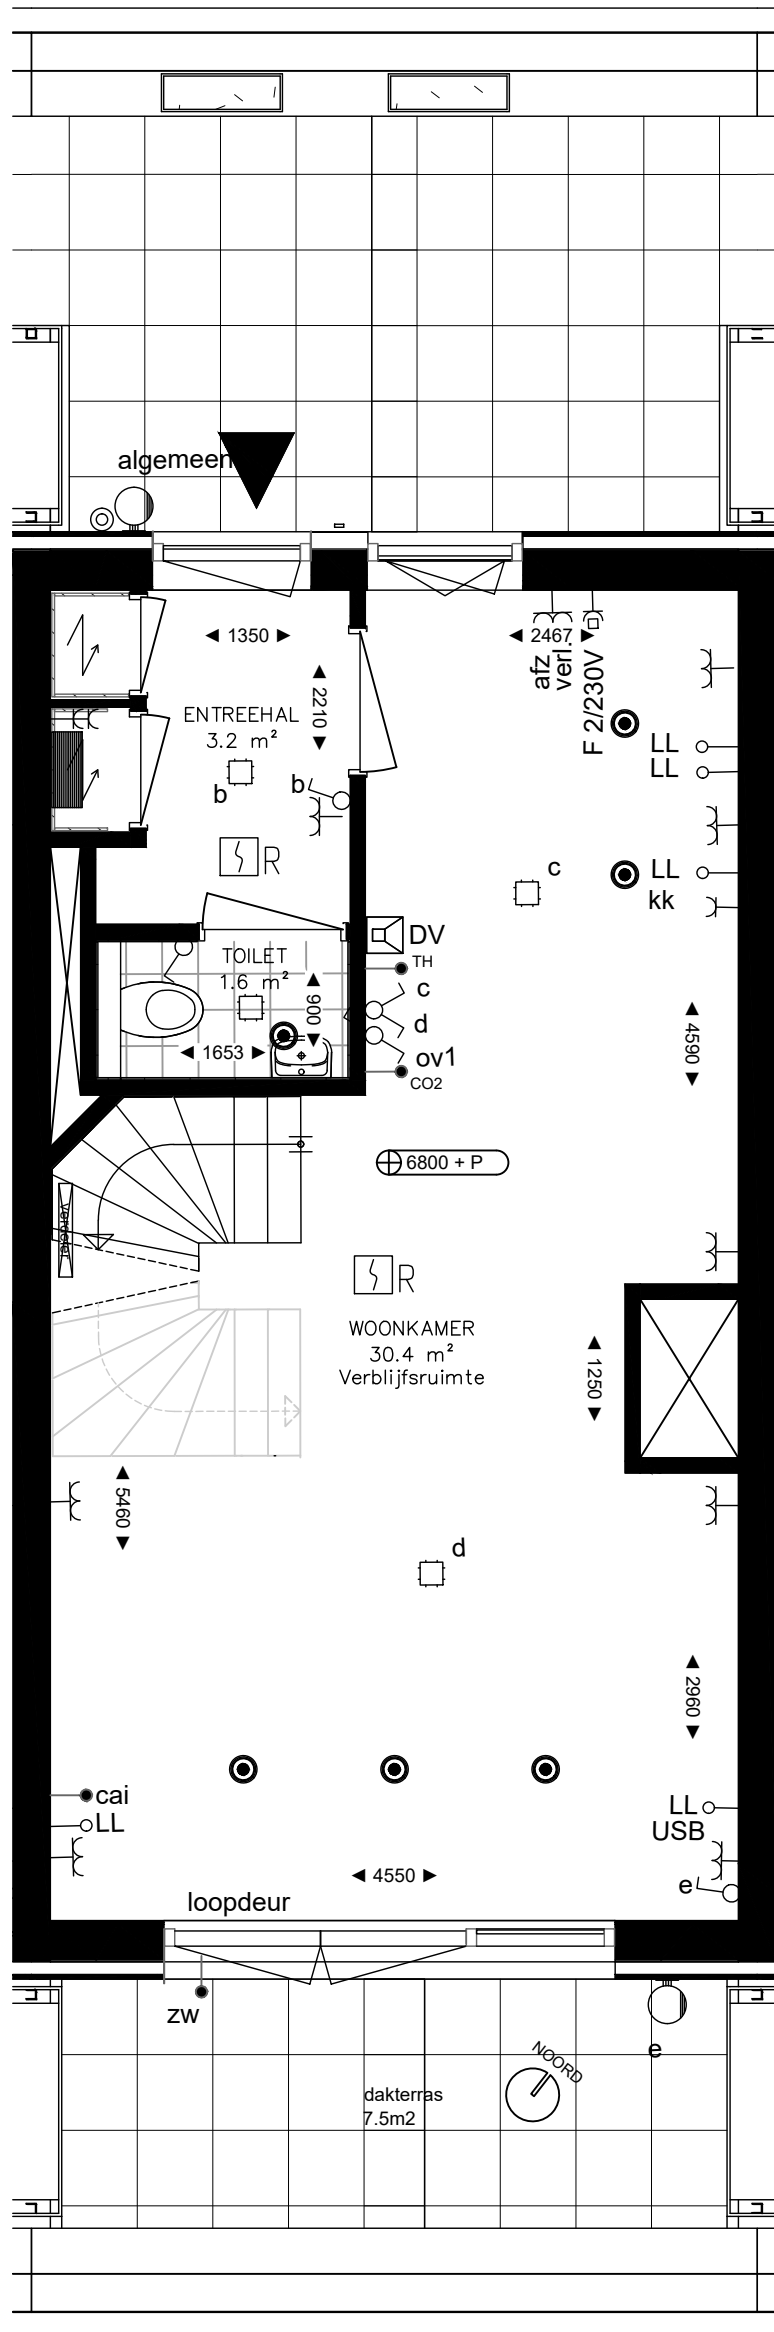 algemeen
1350
2467
afz
verl.
F 2/230V
2210
ENTREEHAL
3.2 m²
b
b
LL
LL
R
c
LL
kk
DV
TH
TOILET
1.6 m²
900
1653
c
d
ov1
CO2
4590
6800 + P
Verdeler
R
WOONKAMER
30.4 m²
Verblijfsruimte
1250
5460
d
2960
cai
LL
LL
USB
4550
e
loopdeur
zw
e
NOORD
dakterras
7.5m2